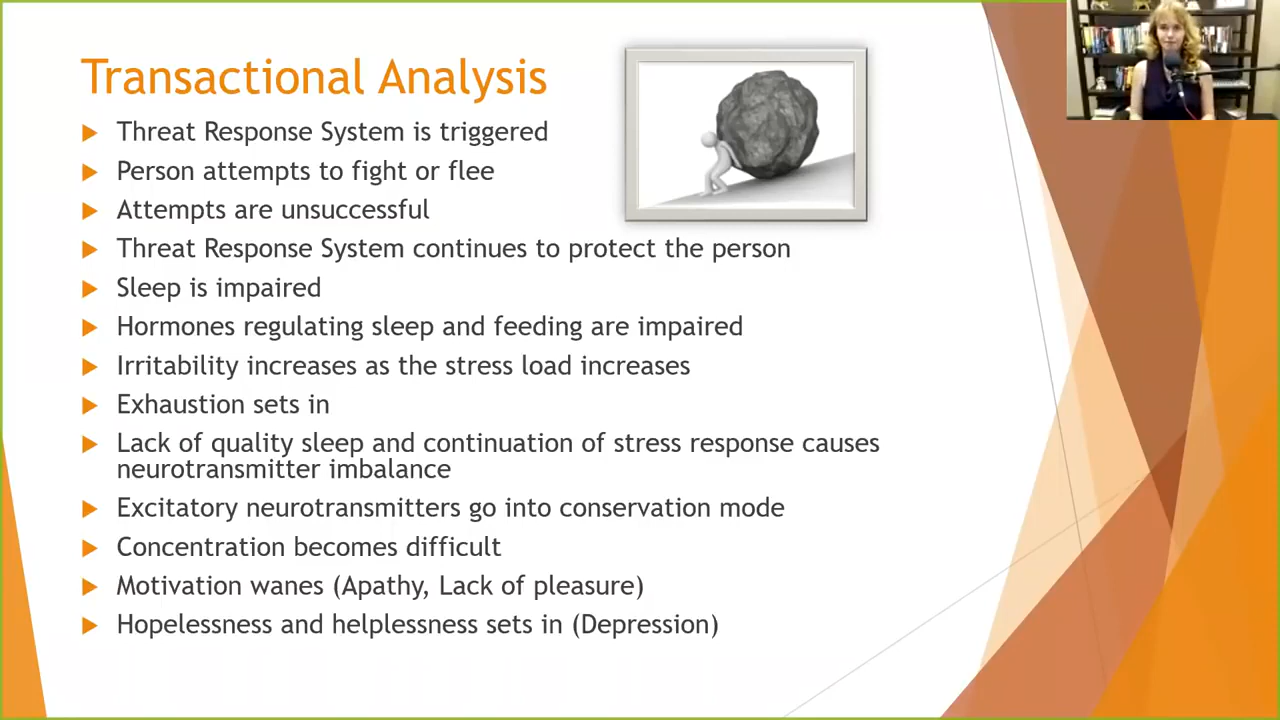 Transactional Analysis
Threat Response System is triggered
Person attempts to fight or flee
Attempts are unsuccessful
Threat Response System continues to protect the person
Sleep is impaired
Hormones regulating sleep and feeding are impaired
Irritability increases as the stress load increases
Exhaustion sets in
Lack of quality sleep and continuation of stress response causes
neurotransmitter imbalance
Excitatory neurotransmitters go into conservation mode
Concentration becomes difficult
Motivation wanes (Apathy, Lack of pleasure)
Hopelessness and helplessness sets in (Depression)